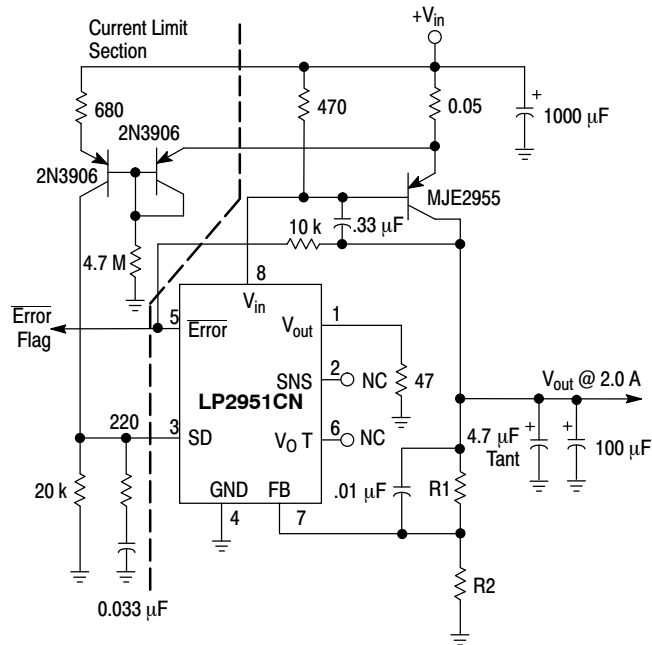 Current Limit
Section
+Vin
680
470
0.05
1000 µF
+
2N3906
2N3906
MJE2955
10 k
.33 µF
4.7 M
8
Vin
Error
Flag
5
Error
Vout
1
SNS
2
NC
47
LP2951CN
Vout @ 2.0 A
220
3
SD
VO T
6
NC
4.7 µF
Tant
+
+
100 µF
20 k
GND
FB
4
7
.01 µF
R1
0.033 µF
R2